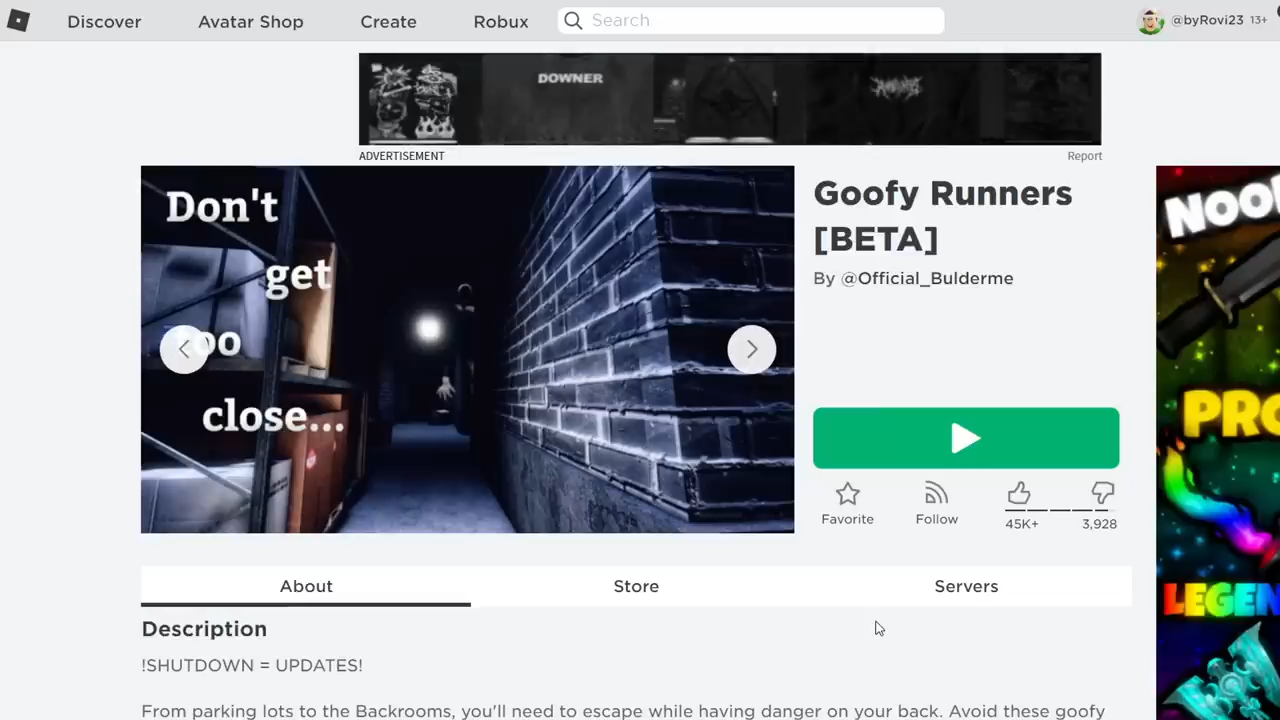 Discover Avatar Shop Create Robux Search @byRovi23 13+
DOWNER
ADVERTISEMENT Report
Don't
get
too
close...
Goofy Runners
[BETA]
By @Official_Bulderme
Favorite Follow 45K+ 3,928
About Store Servers
Description
!SHUTDOWN = UPDATES!
From parking lots to the Backrooms, you'll need to escape while having danger on your back. Avoid these goofy
NOO
PRO
LEGEN